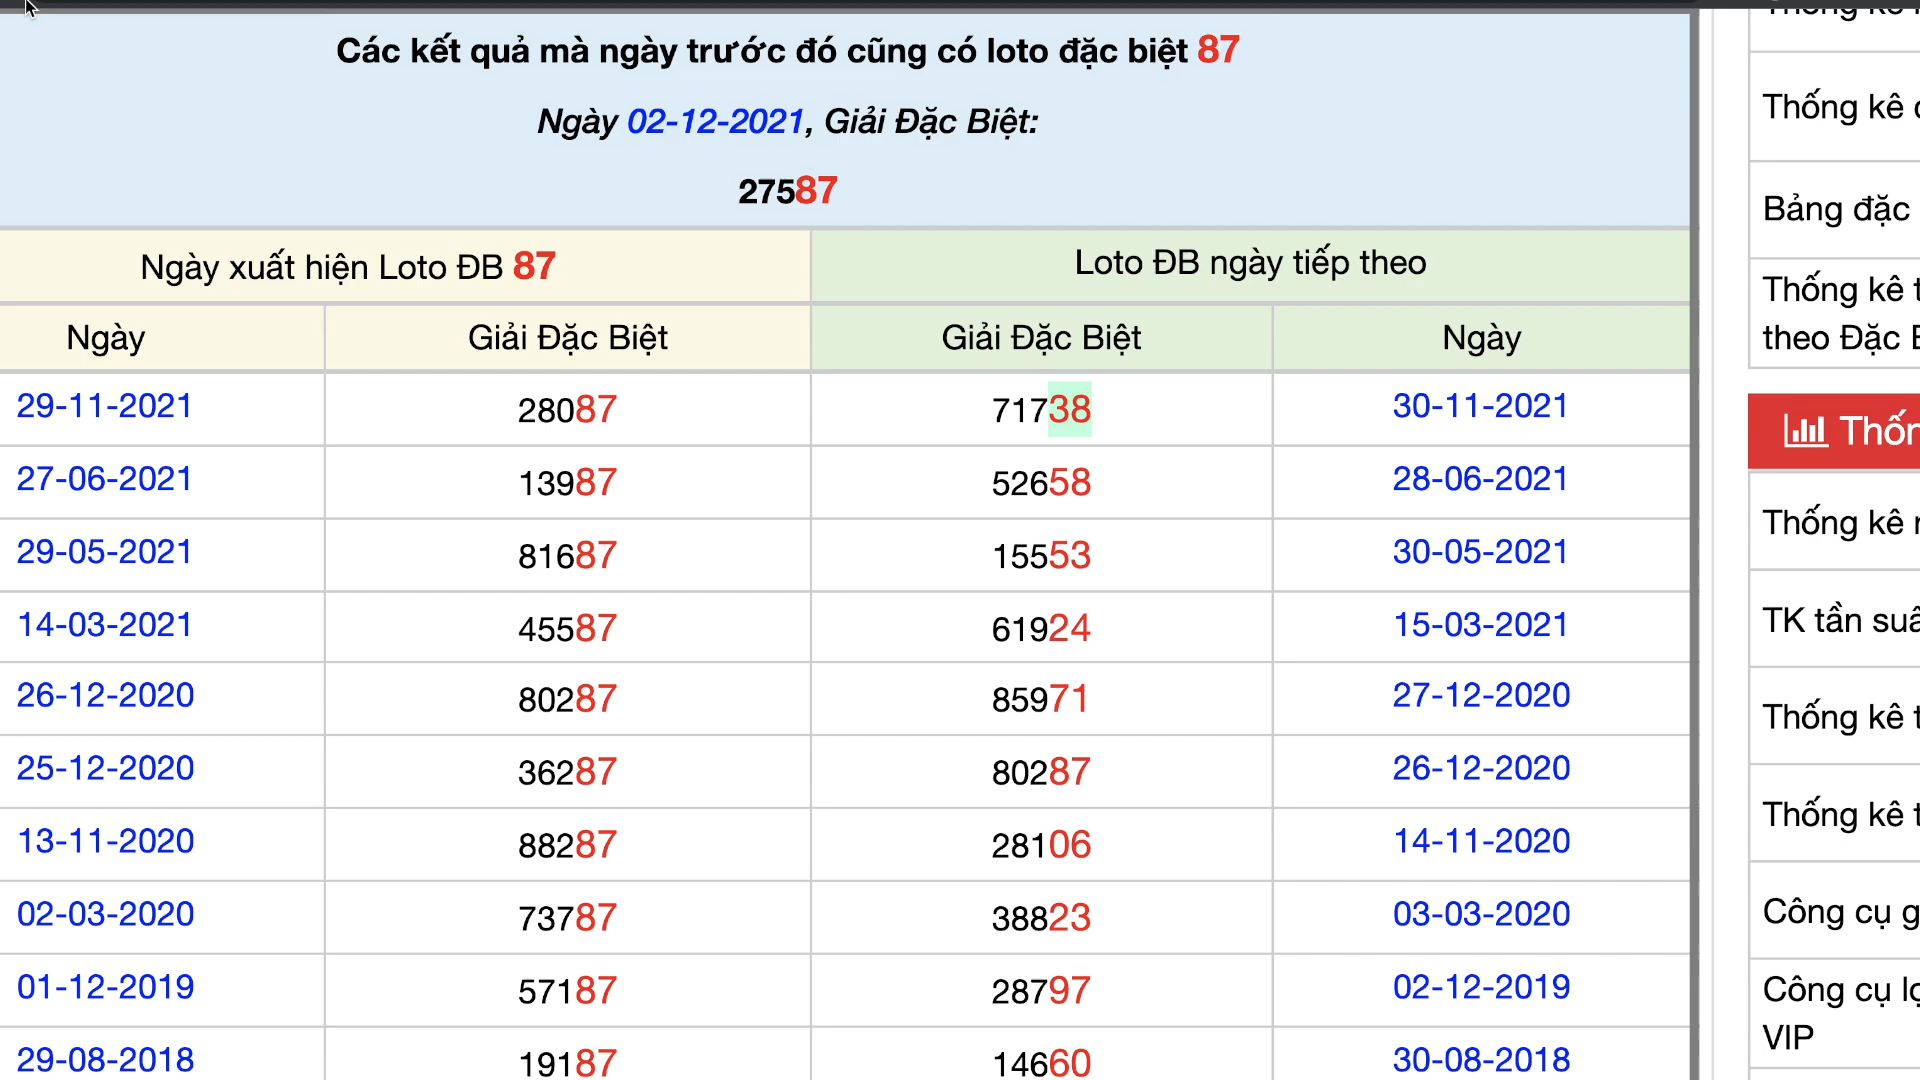 Các kết quả mà ngày trước đó cũng có loto đặc biệt 87
Ngày 02-12-2021, Giải Đặc Biệt:
27587
Ngày xuất hiện Loto ĐB 87
Loto ĐB ngày tiếp theo
Ngày
Giải Đặc Biệt
Giải Đặc Biệt
Ngày
29-11-2021 28087 71738 30-11-2021
27-06-2021 13987 52658 28-06-2021
29-05-2021 81687 15553 30-05-2021
14-03-2021 45587 61924 15-03-2021
26-12-2020 80287 85971 27-12-2020
25-12-2020 36287 80287 26-12-2020
13-11-2020 88287 28106 14-11-2020
02-03-2020 73787 38823 03-03-2020
01-12-2019 57187 28797 02-12-2019
29-08-2018 19187 14660 30-08-2018
Thống kê
Thống kê
Bảng đặc
Thống kê
theo Đặc
Thống kê
TK tần
Thống kê
Thống kê
Công cụ
Công cụ
VIP